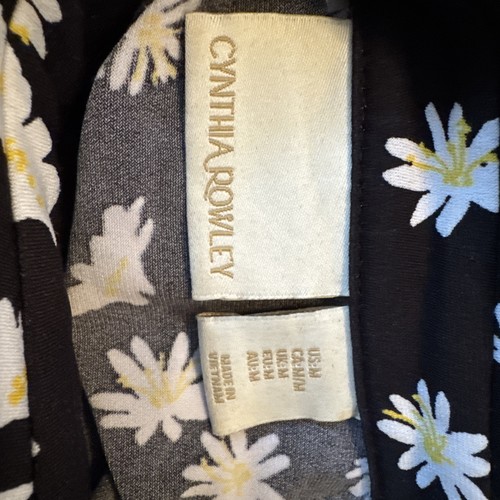 CYNTHIA ROWLEY
US:M
CA:M/M
UK:M
EU:M
AU:M
MADE IN
VIETNAM